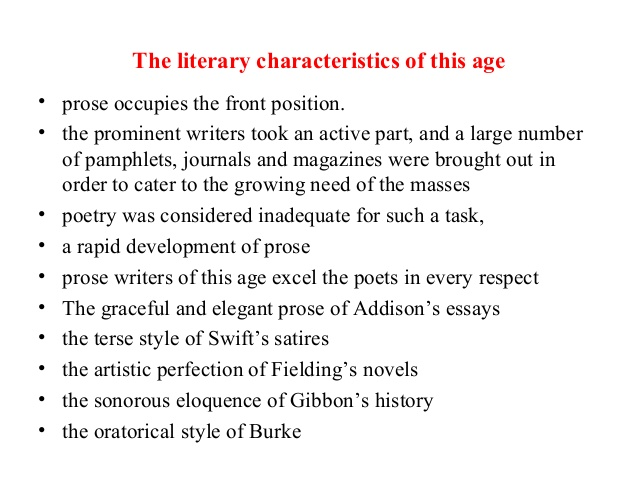 The literary characteristics of this age
• prose occupies the front position.
• the prominent writers took an active part, and a large number
of pamphlets, journals and magazines were brought out in
order to cater to the growing need of the masses
• poetry was considered inadequate for such a task,
• a rapid development of prose
• prose writers of this age excel the poets in every respect
• The graceful and elegant prose of Addison’s essays
• the terse style of Swift’s satires
• the artistic perfection of Fielding’s novels
• the sonorous eloquence of Gibbon’s history
• the oratorical style of Burke